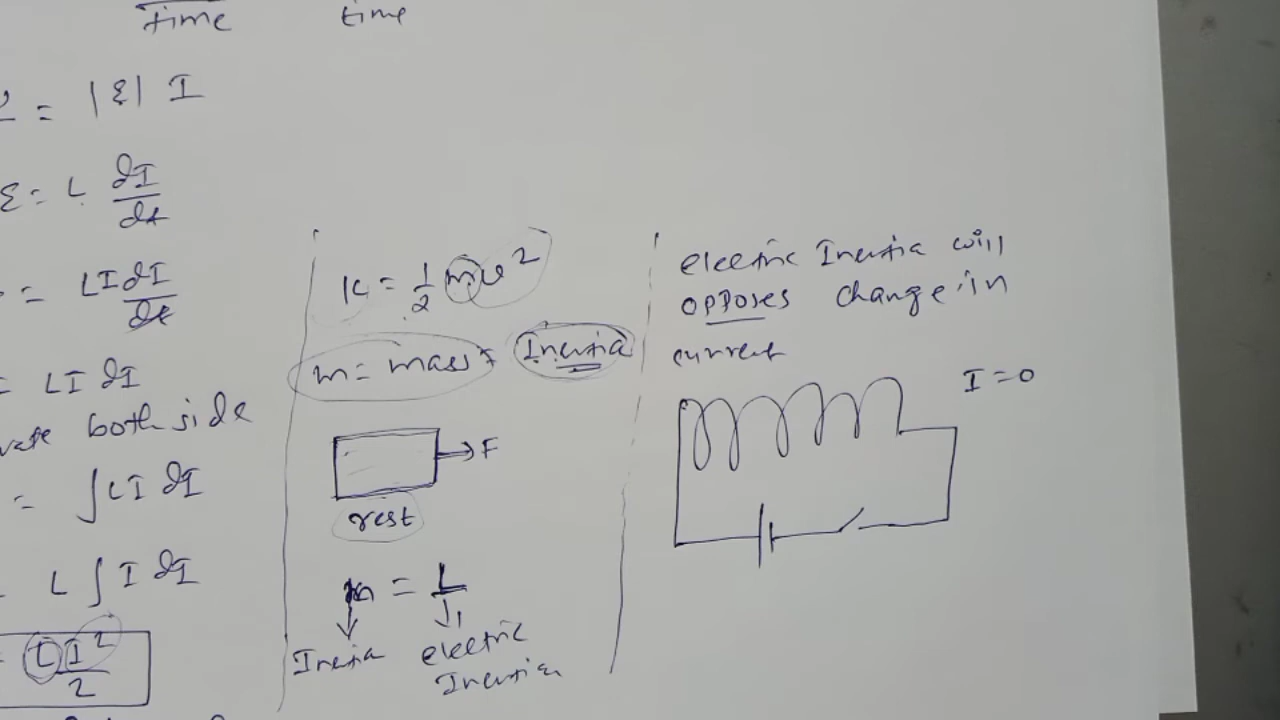 Time time
= |ε| I
ε = L dI/dt
= LI dI/dt
= LI dI
both side
= ∫LI dI
L ∫ I dI
LI²/2
K = 1/2 mv²
m = mass = Inertia
F
rest
m = L
Inertia electric
Inertia
electric Inertia will
opposes change in
current
I = 0